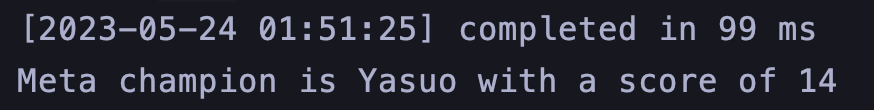 [2023-05-24 01:51:25] completed in 99 ms
Meta champion is Yasuo with a score of 14